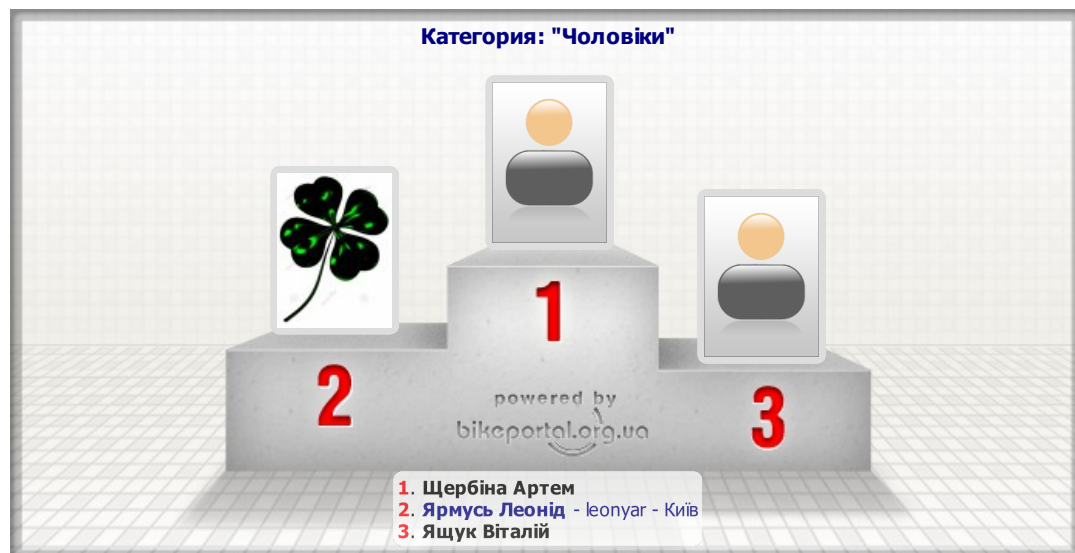 Категория: "Чоловіки"
1
2
3
powered by
bikeportal.org.ua
1. Щербіна Артем
2. Ярмусь Леонід - leonyar - Київ
3. Ящук Віталій